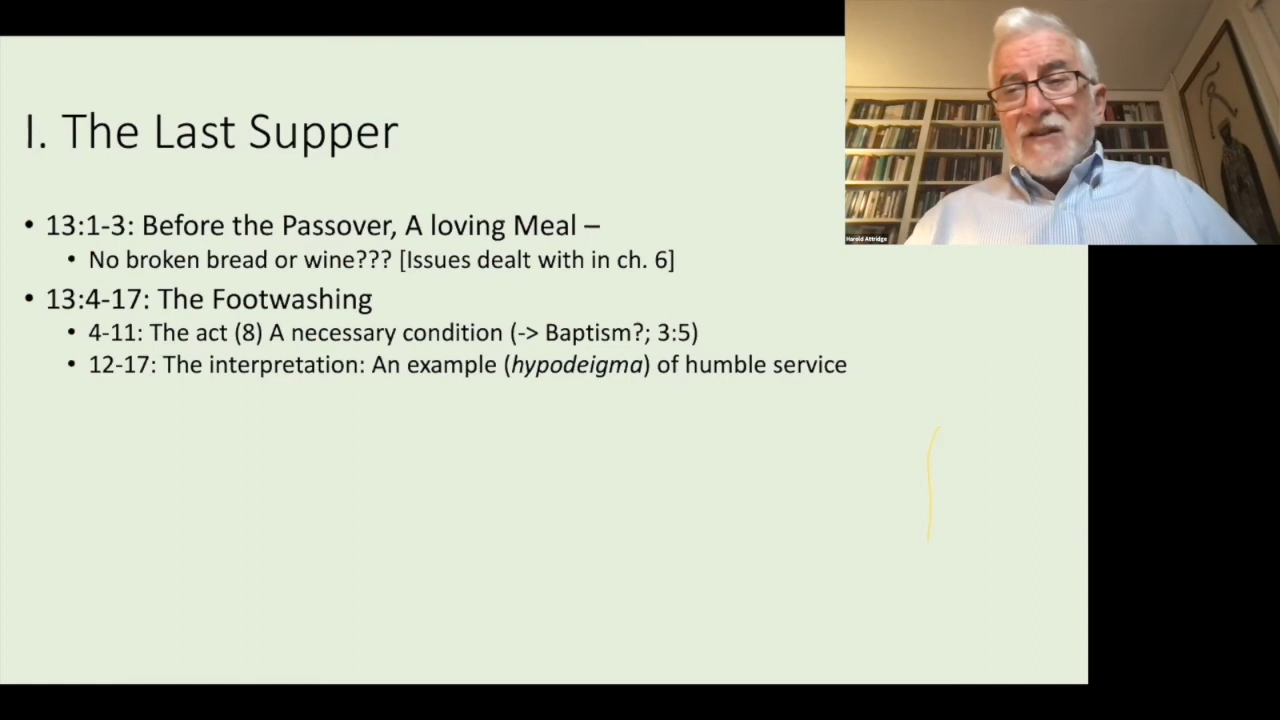 I. The Last Supper
• 13:1-3: Before the Passover, A loving Meal –
• No broken bread or wine??? [Issues dealt with in ch. 6]
• 13:4-17: The Footwashing
• 4-11: The act (8) A necessary condition (-> Baptism?; 3:5)
• 12-17: The interpretation: An example (hypodeigma) of humble service
Harold Attridge